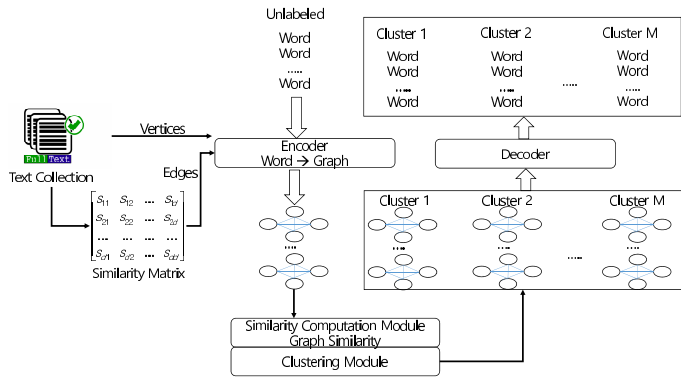 Unlabeled
Word
Word
.....
Word
Cluster 1
Cluster 2
Cluster M
Word
Word
.....
Word
Word
Word
.....
Word
.....
Word
Word
.....
Word
Full Text
Text Collection
Vertices
Edges
Encoder
Word → Graph
Decoder
S11 S12 ... S1d
S21 S22 ... S2d
... ... ... ...
Sd1 Sd2 ... Sdd
Similarity Matrix
....
Cluster 1
Cluster 2
Cluster M
.....
.....
.....
.....
Similarity Computation Module
Graph Similarity
Clustering Module